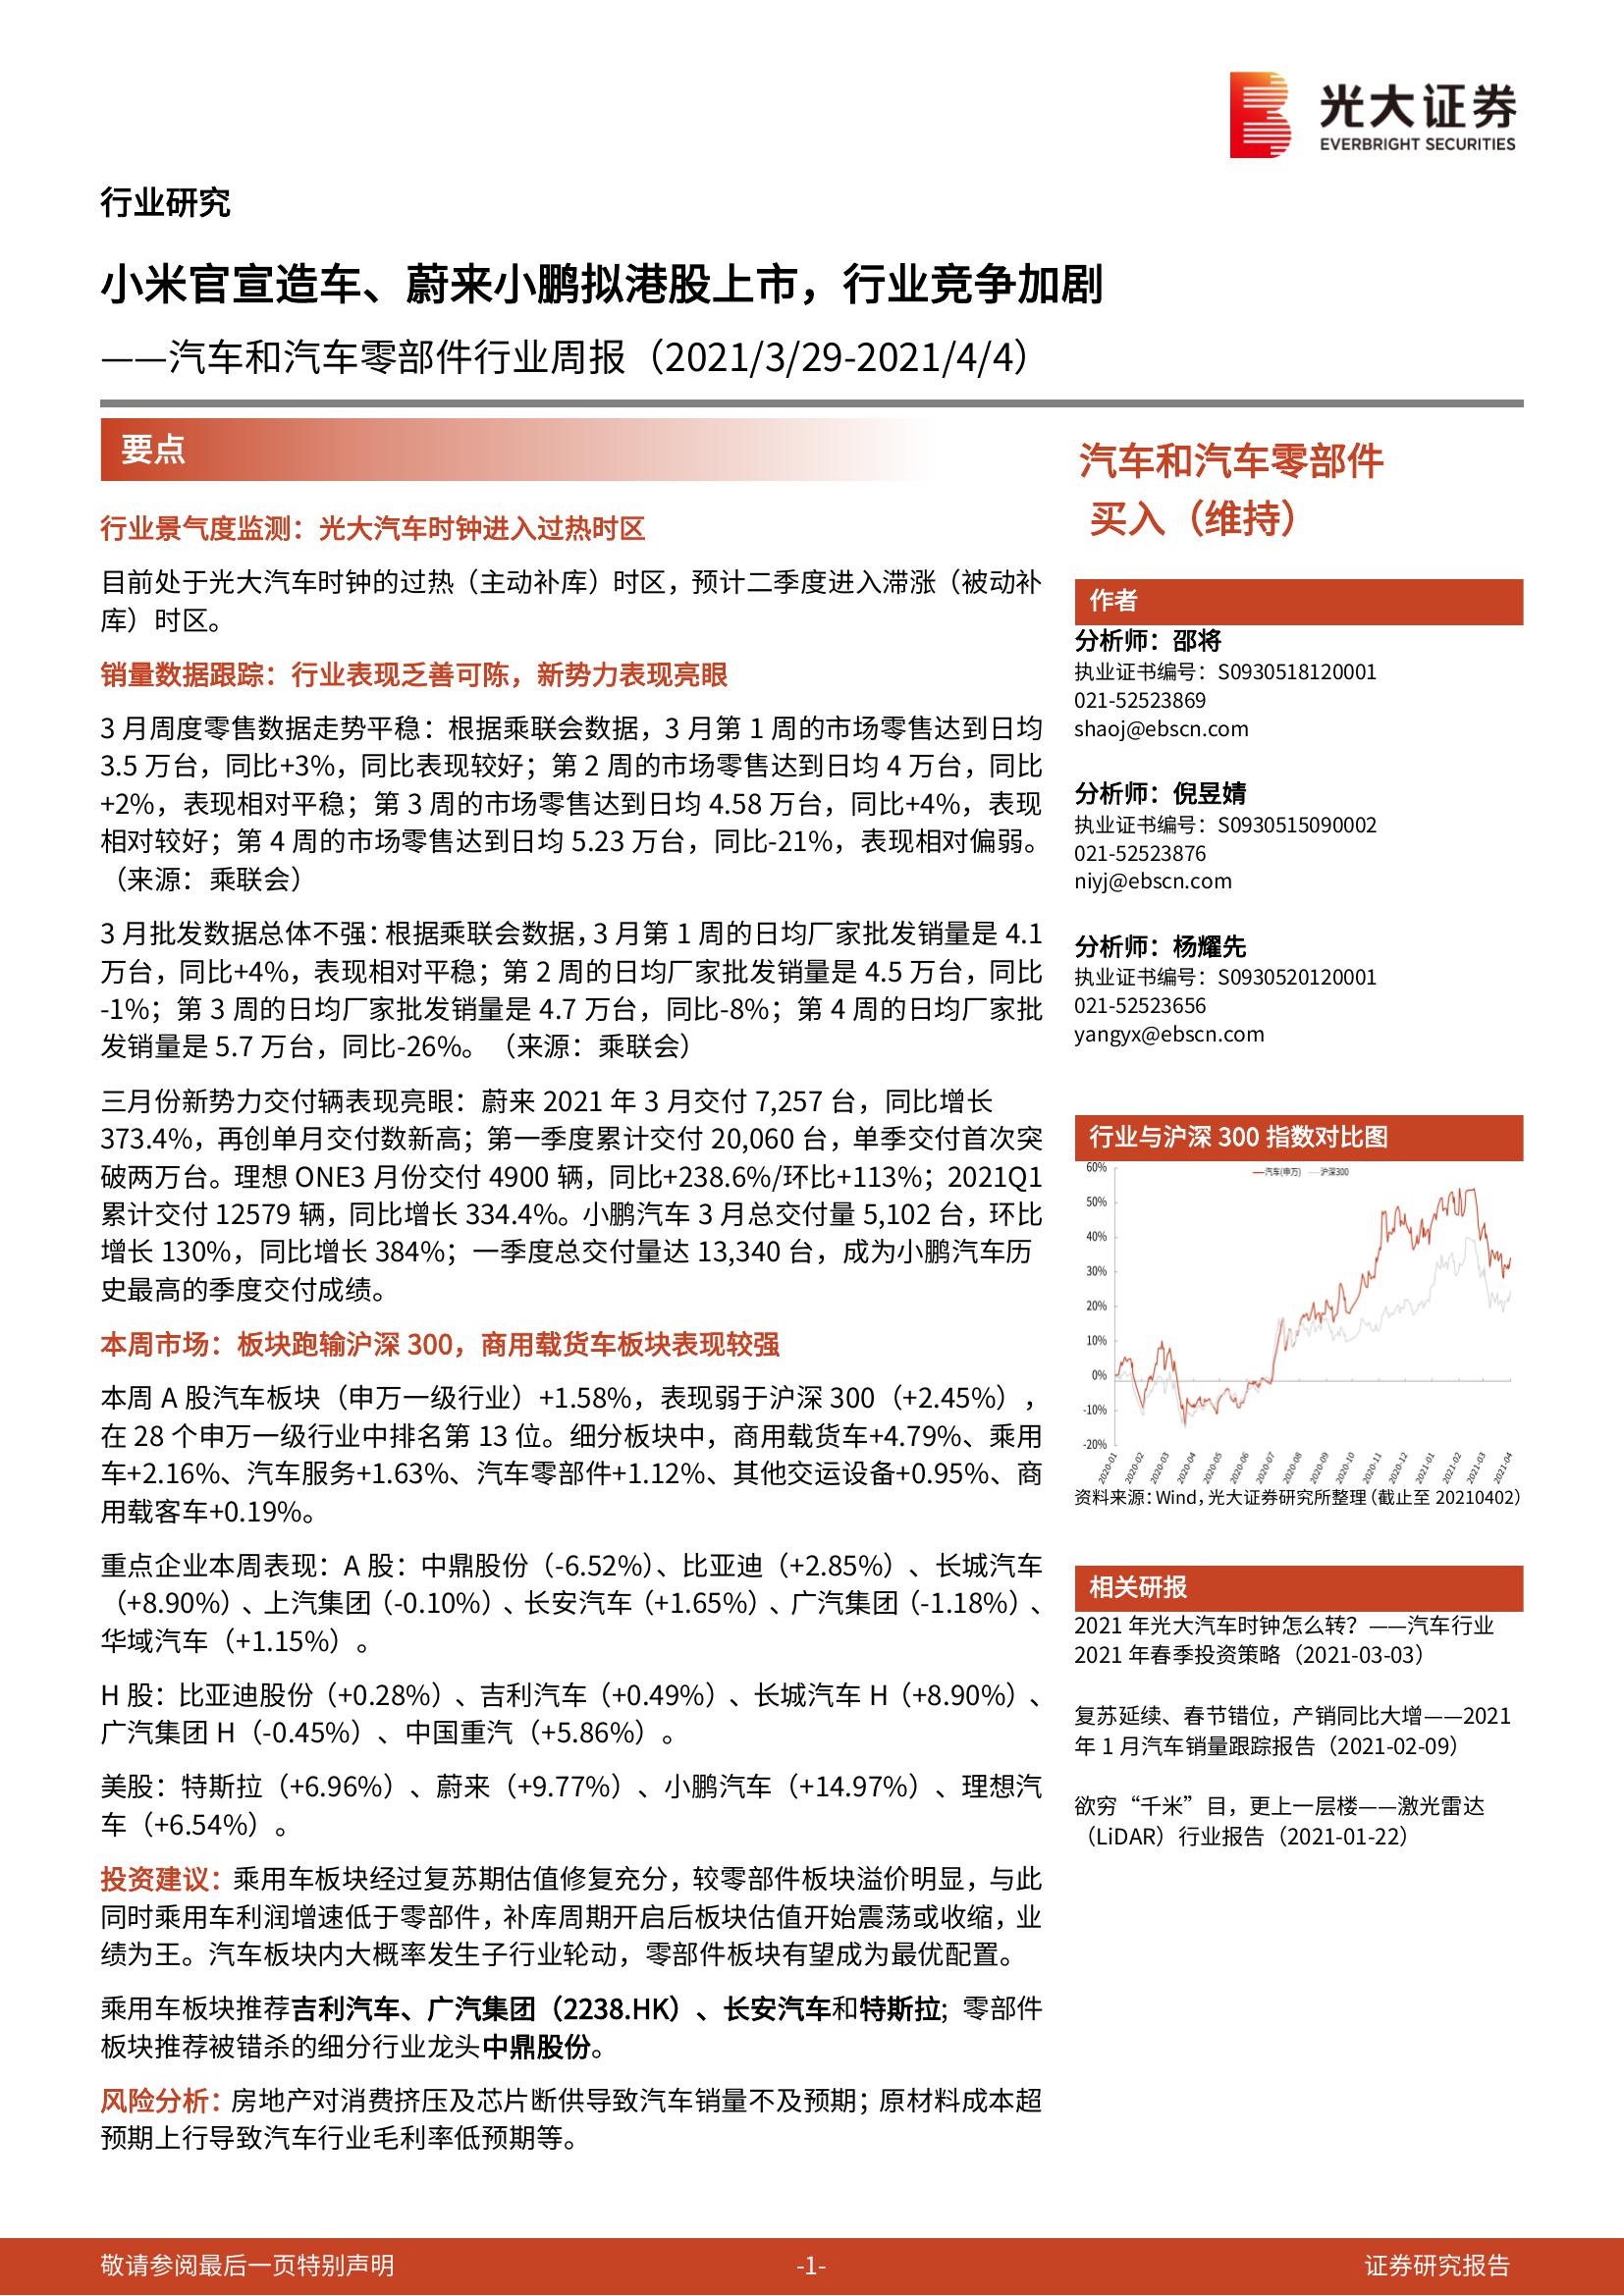 光大证券
EVERBRIGHT SECURITIES
行业研究
小米官宣造车、蔚来小鹏拟港股上市，行业竞争加剧
——汽车和汽车零部件行业周报（2021/3/29-2021/4/4）
要点
行业景气度监测：光大汽车时钟进入过热时区
目前处于光大汽车时钟的过热（主动补库）时区，预计二季度进入滞涨（被动补
库）时区。
销量数据跟踪：行业表现乏善可陈，新势力表现亮眼
3 月周度零售数据走势平稳：根据乘联会数据，3 月第 1 周的市场零售达到日均
3.5 万台，同比+3%，同比表现较好；第 2 周的市场零售达到日均 4 万台，同比
+2%，表现相对平稳；第 3 周的市场零售达到日均 4.58 万台，同比+4%，表现
相对较好；第 4 周的市场零售达到日均 5.23 万台，同比-21%，表现相对偏弱。
（来源：乘联会）
3 月批发数据总体不强：根据乘联会数据，3 月第 1 周的日均厂家批发销量是 4.1
万台，同比+4%，表现相对平稳；第 2 周的日均厂家批发销量是 4.5 万台，同比
-1%；第 3 周的日均厂家批发销量是 4.7 万台，同比-8%；第 4 周的日均厂家批
发销量是 5.7 万台，同比-26%。（来源：乘联会）
三月份新势力交付辆表现亮眼：蔚来 2021 年 3 月交付 7,257 台，同比增长
373.4%，再创单月交付数新高；第一季度累计交付 20,060 台，单季交付首次突
破两万台。理想 ONE3 月份交付 4900 辆，同比+238.6%/环比+113%；2021Q1
累计交付 12579 辆，同比增长 334.4%。小鹏汽车 3 月总交付量 5,102 台，环比
增长 130%，同比增长 384%；一季度总交付量达 13,340 台，成为小鹏汽车历
史最高的季度交付成绩。
本周市场：板块跑输沪深 300，商用载货车板块表现较强
本周 A 股汽车板块（申万一级行业）+1.58%，表现弱于沪深 300（+2.45%），
在 28 个申万一级行业中排名第 13 位。细分板块中，商用载货车+4.79%、乘用
车+2.16%、汽车服务+1.63%、汽车零部件+1.12%、其他交运设备+0.95%、商
用载客车+0.19%。
重点企业本周表现：A 股：中鼎股份（-6.52%）、比亚迪（+2.85%）、长城汽车
（+8.90%）、上汽集团（-0.10%）、长安汽车（+1.65%）、广汽集团（-1.18%）、
华域汽车（+1.15%）。
H 股：比亚迪股份（+0.28%）、吉利汽车（+0.49%）、长城汽车 H（+8.90%）、
广汽集团 H（-0.45%）、中国重汽（+5.86%）。
美股：特斯拉（+6.96%）、蔚来（+9.77%）、小鹏汽车（+14.97%）、理想汽
车（+6.54%）。
投资建议：乘用车板块经过复苏期估值修复充分，较零部件板块溢价明显，与此
同时乘用车利润增速低于零部件，补库周期开启后板块估值开始震荡或收缩，业
绩为王。汽车板块内大概率发生子行业轮动，零部件板块有望成为最优配置。
乘用车板块推荐吉利汽车、广汽集团（2238.HK）、长安汽车和特斯拉；零部件
板块推荐被错杀的细分行业龙头中鼎股份。
风险分析：房地产对消费挤压及芯片断供导致汽车销量不及预期；原材料成本超
预期上行导致汽车行业毛利率低预期等。
汽车和汽车零部件
买入（维持）
作者
分析师：邵将
执业证书编号：S0930518120001
021-52523869
shaoj@ebscn.com
分析师：倪昱婧
执业证书编号：S0930515090002
021-52523876
niyj@ebscn.com
分析师：杨耀先
执业证书编号：S0930520120001
021-52523656
yangyx@ebscn.com
行业与沪深 300 指数对比图
汽车(申万) 沪深300
60%
50%
40%
30%
20%
10%
0%
-10%
-20%
2020-01 2020-02 2020-03 2020-04 2020-05 2020-06 2020-07 2020-08 2020-09 2020-10 2020-11 2020-12 2021-01 2021-02 2021-03 2021-04
资料来源：Wind，光大证券研究所整理（截止至 20210402）
相关研报
2021 年光大汽车时钟怎么转？——汽车行业
2021 年春季投资策略（2021-03-03）
复苏延续、春节错位，产销同比大增——2021
年 1 月汽车销量跟踪报告（2021-02-09）
欲穷“千米”目，更上一层楼——激光雷达
（LiDAR）行业报告（2021-01-22）
敬请参阅最后一页特别声明
-1-
证券研究报告